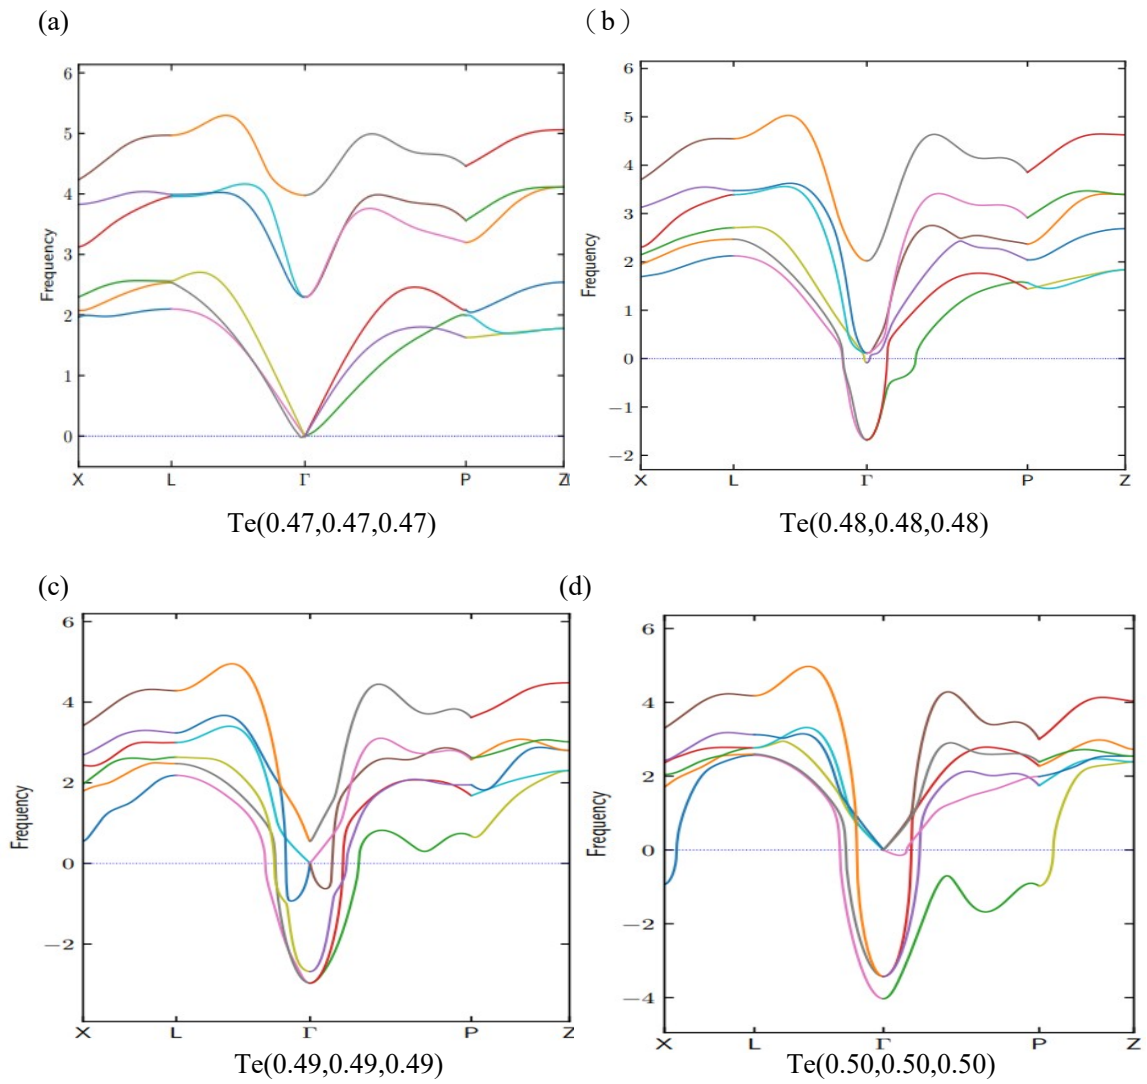 (a)
（b）
6
5
4
3
2
1
0
Frequency
X L Γ P Z
6
5
4
3
2
1
0
−1
−2
Frequency
X L Γ P Z
Te(0.47,0.47,0.47)
Te(0.48,0.48,0.48)
(c)
(d)
6
4
2
0
−2
Frequency
X L Γ P Z
6
4
2
0
−2
−4
Frequency
X L Γ P Z
Te(0.49,0.49,0.49)
Te(0.50,0.50,0.50)